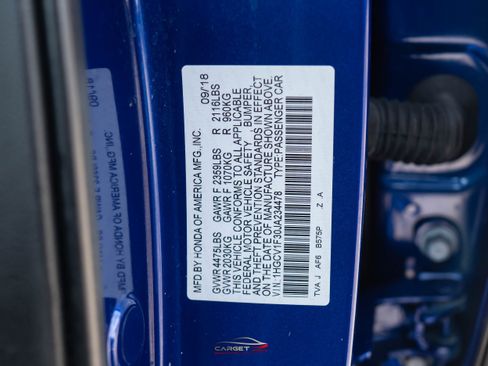 MFD.BY HONDA OF AMERICA MFG.,INC. 09/18
GVWR 4475LBS GAWR F 2359LBS R 2116LBS
GVWR 2030KG GAWR F 1070KG R 960KG
THIS VEHICLE CONFORMS TO ALL APPLICABLE
FEDERAL MOTOR VEHICLE SAFETY, BUMPER,
AND THEFT PREVENTION STANDARDS IN EFFECT
ON THE DATE OF MANUFACTURE SHOWN ABOVE.
V.I.N. 1HGCV1F30JA234478 TYPE:PASSENGER CAR
TVA J AF6 B575P Z A
CARGET